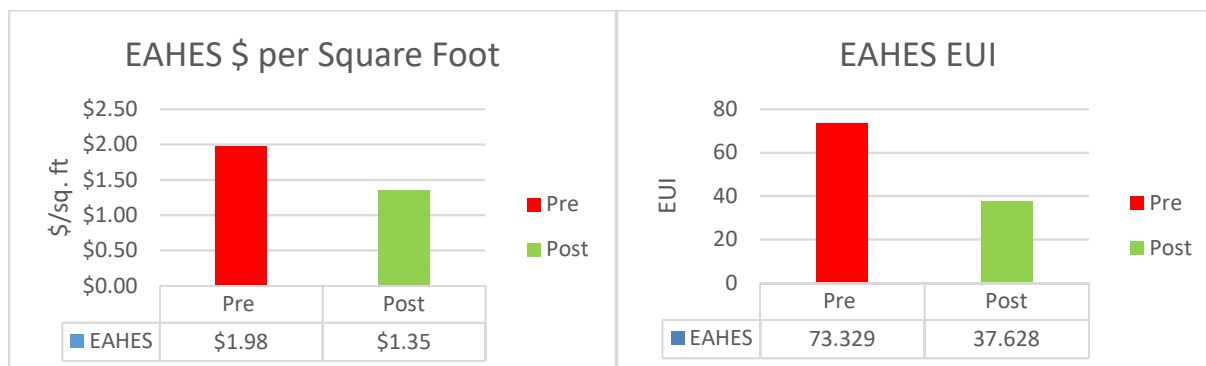 EAHES $ per Square Foot
$/sq. ft
$2.50
$2.00
$1.50
$1.00
$0.50
$0.00
Pre
Post
Pre Post
EAHES $1.98 $1.35
EAHES EUI
EUI
80
60
40
20
0
Pre
Post
Pre Post
EAHES 73.329 37.628